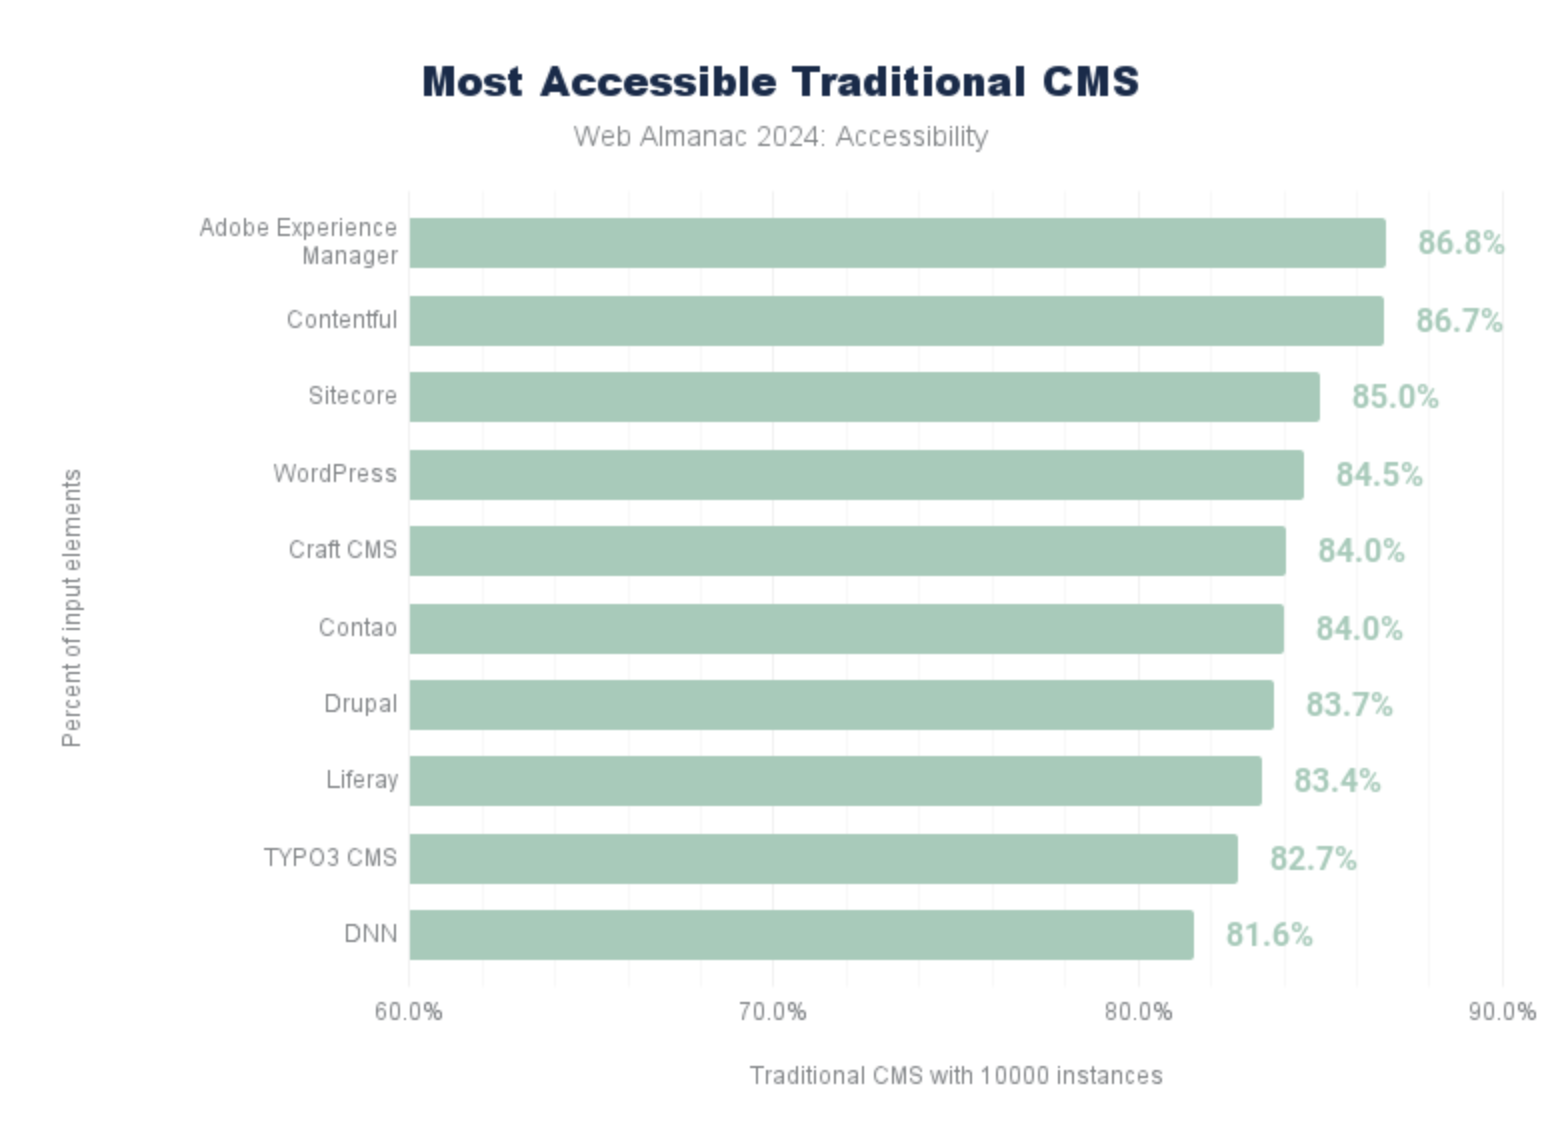 Most Accessible Traditional CMS
Web Almanac 2024: Accessibility
Percent of input elements
Adobe Experience
Manager
86.8%
Contentful
86.7%
Sitecore
85.0%
WordPress
84.5%
Craft CMS
84.0%
Contao
84.0%
Drupal
83.7%
Liferay
83.4%
TYPO3 CMS
82.7%
DNN
81.6%
60.0%
70.0%
80.0%
90.0%
Traditional CMS with 10000 instances